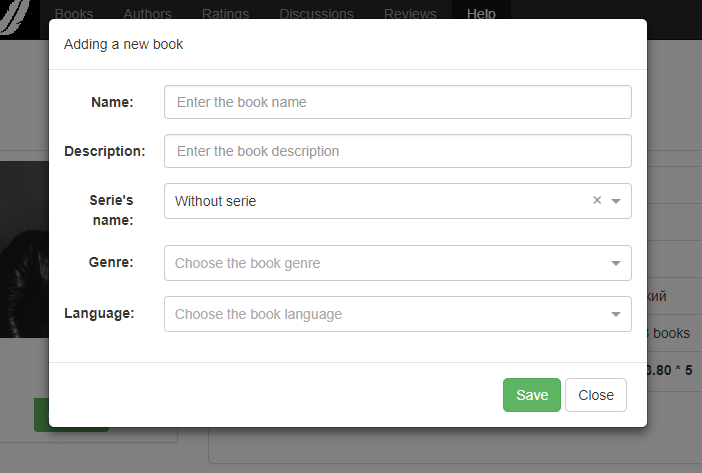 Books Authors Ratings Discussions Reviews Help
Adding a new book
Name: Enter the book name
Description: Enter the book description
Serie's name: Without serie ×
Genre: Choose the book genre
Language: Choose the book language
кий
books
3.80 * 5
Save Close